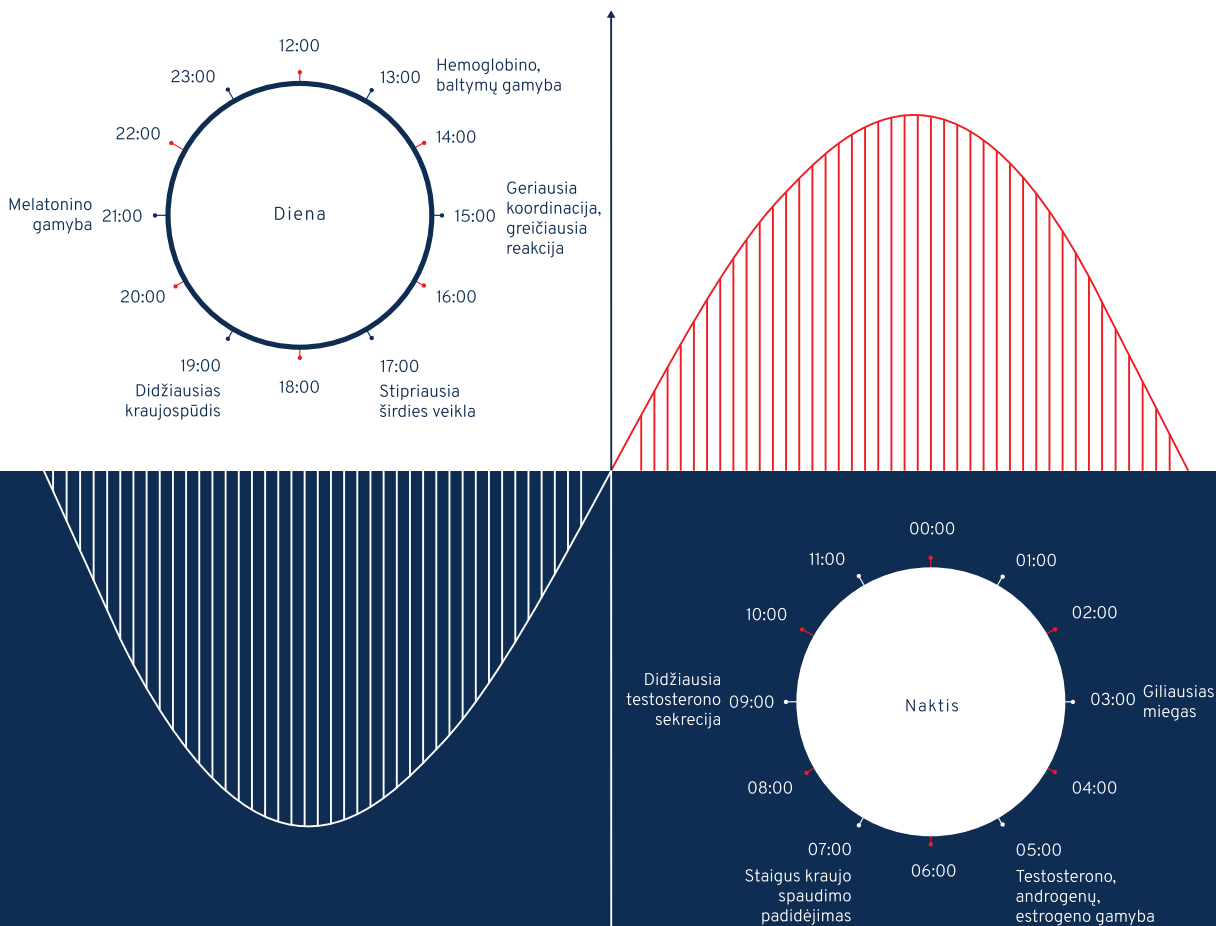 12:00
13:00
Hemoglobino,
baltymų gamyba
14:00
15:00
Geriausia
koordinacija,
greičiausia
reakcija
16:00
17:00
Stipriausia
širdies veikla
18:00
19:00
Didžiausias
kraujospūdis
20:00
21:00
Melatonino
gamyba
22:00
23:00
Diena
00:00
01:00
02:00
03:00
Giliausias
miegas
04:00
05:00
Testosterono,
androgenų,
estrogeno gamyba
06:00
07:00
Staigus kraujo
spaudimo
padidėjimas
08:00
09:00
Didžiausia
testosterono
sekrecija
10:00
11:00
Naktis